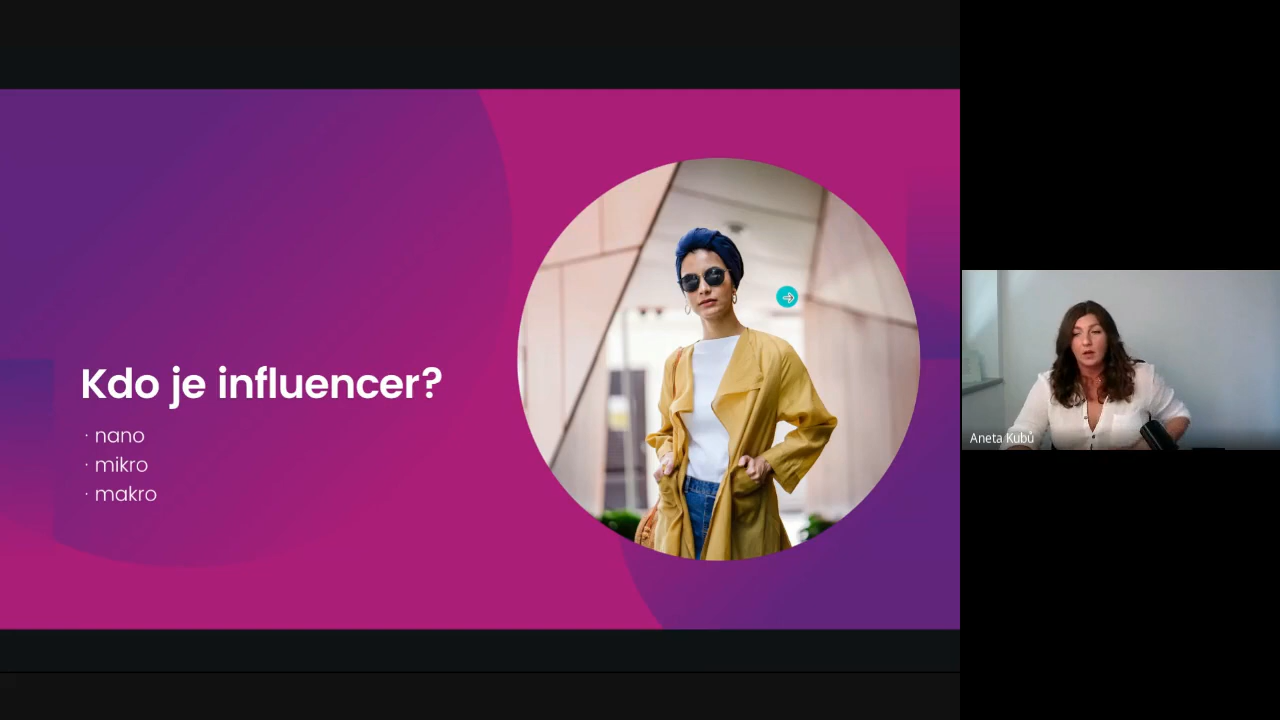 Kdo je influencer?
· nano
· mikro
· makro
Aneta Kubů